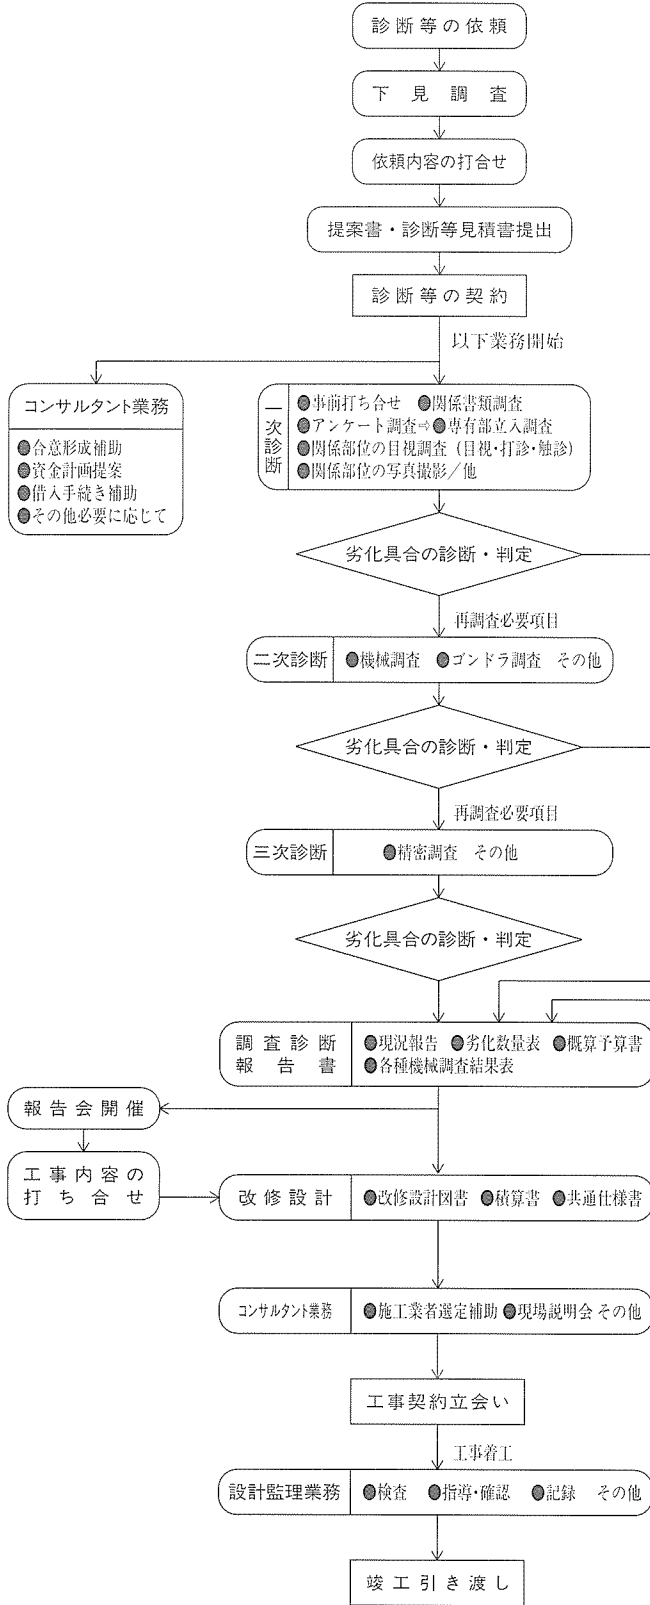 診断等の依頼
下見調査
依頼内容の打合せ
提案書・診断等見積書提出
診断等の契約
以下業務開始
コンサルタント業務
●合意形成補助
●資金計画提案
●借入手続き補助
●その他必要に応じて
一次診断
●事前打ち合せ ●関係書類調査
●アンケート調査⇨●専有部立入調査
●関係部位の目視調査（目視・打診・触診）
●関係部位の写真撮影／他
劣化具合の診断・判定
再調査必要項目
二次診断 ●機械調査 ●ゴンドラ調査 その他
劣化具合の診断・判定
再調査必要項目
三次診断 ●精密調査 その他
劣化具合の診断・判定
調査診断
報告書
●現況報告 ●劣化数量表 ●概算予算書
●各種機械調査結果表
報告会開催
工事内容の
打ち合せ
改修設計 ●改修設計図書 ●積算書 ●共通仕様書
コンサルタント業務 ●施工業者選定補助 ●現場説明会 その他
工事契約立会い
工事着工
設計監理業務 ●検査 ●指導・確認 ●記録 その他
竣工引き渡し